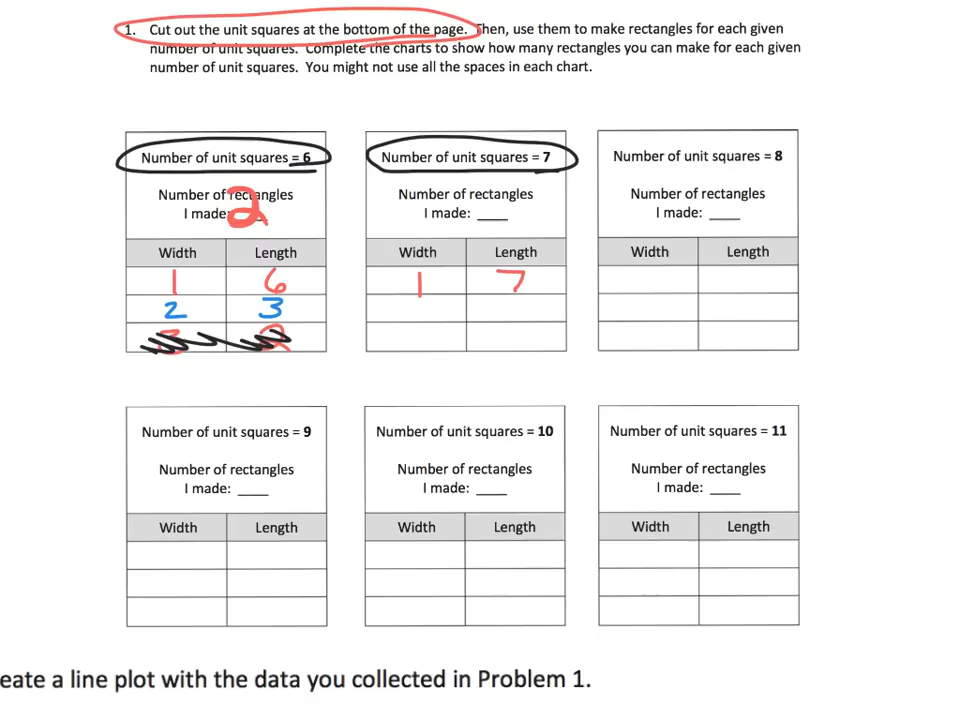 1. Cut out the unit squares at the bottom of the page. Then, use them to make rectangles for each given
number of unit squares. Complete the charts to show how many rectangles you can make for each given
number of unit squares. You might not use all the spaces in each chart.
Number of unit squares = 6
Number of rectangles
I made: 2
Width Length
1 6
2 3
3 2
Number of unit squares = 7
Number of rectangles
I made: ____
Width Length
1 7
Number of unit squares = 8
Number of rectangles
I made: ____
Width Length
Number of unit squares = 9
Number of rectangles
I made: ____
Width Length
Number of unit squares = 10
Number of rectangles
I made: ____
Width Length
Number of unit squares = 11
Number of rectangles
I made: ____
Width Length
eate a line plot with the data you collected in Problem 1.